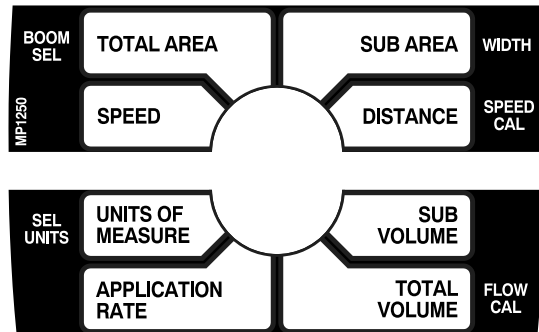 BOOM
SEL
TOTAL AREA
SUB AREA
WIDTH
MP1250
SPEED
DISTANCE
SPEED
CAL
SEL
UNITS
UNITS OF
MEASURE
SUB
VOLUME
APPLICATION
RATE
TOTAL
VOLUME
FLOW
CAL